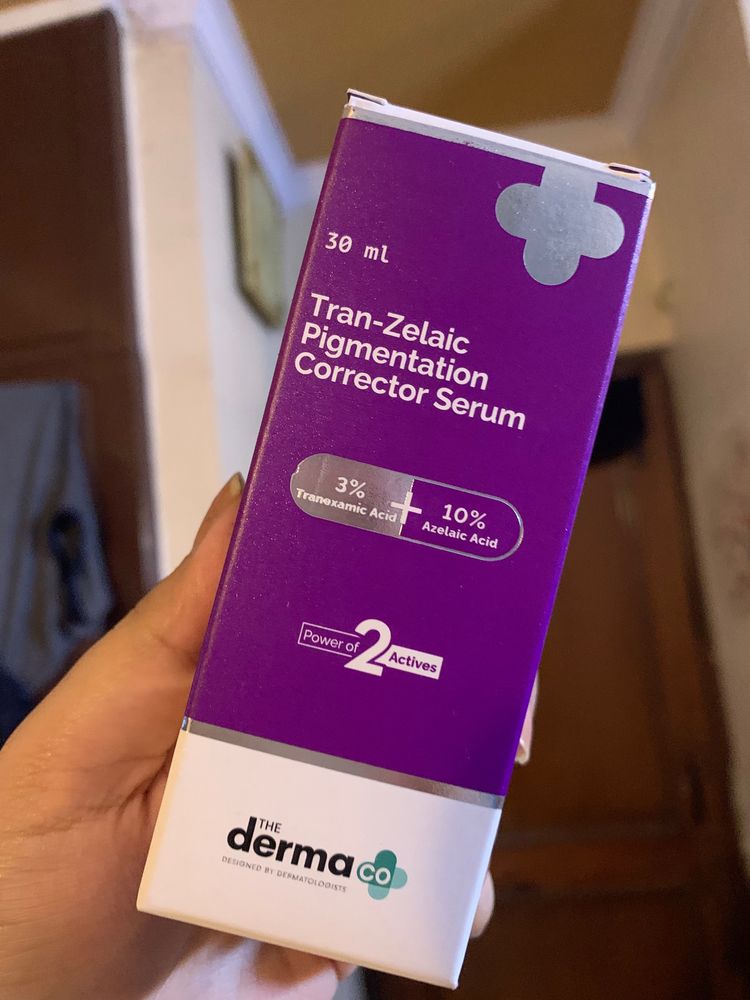 30 ml
Tran-Zelaic
Pigmentation
Corrector Serum
3%
Tranexamic Acid
+
10%
Azelaic Acid
Power of 2 Actives
THE
derma co
DESIGNED BY DERMATOLOGISTS